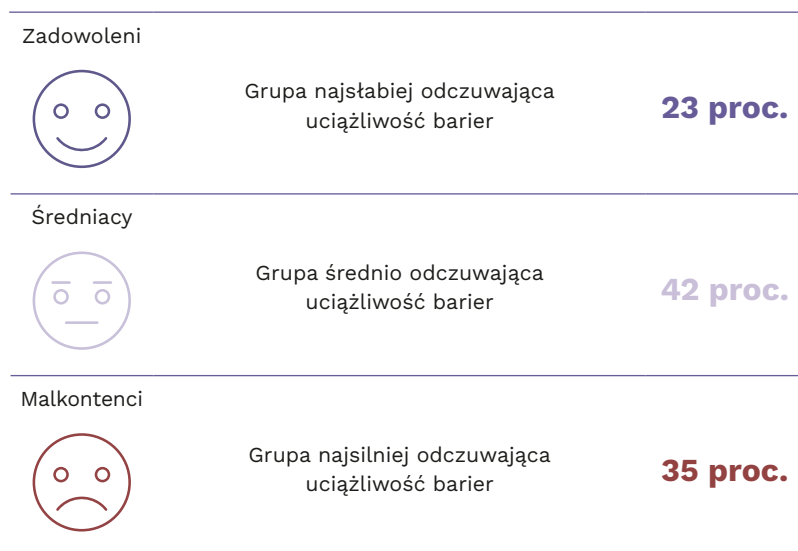 Zadowoleni
Grupa najsłabiej odczuwająca
uciążliwość barier
23 proc.
Średniacy
Grupa średnio odczuwająca
uciążliwość barier
42 proc.
Malkontenci
Grupa najsilniej odczuwająca
uciążliwość barier
35 proc.